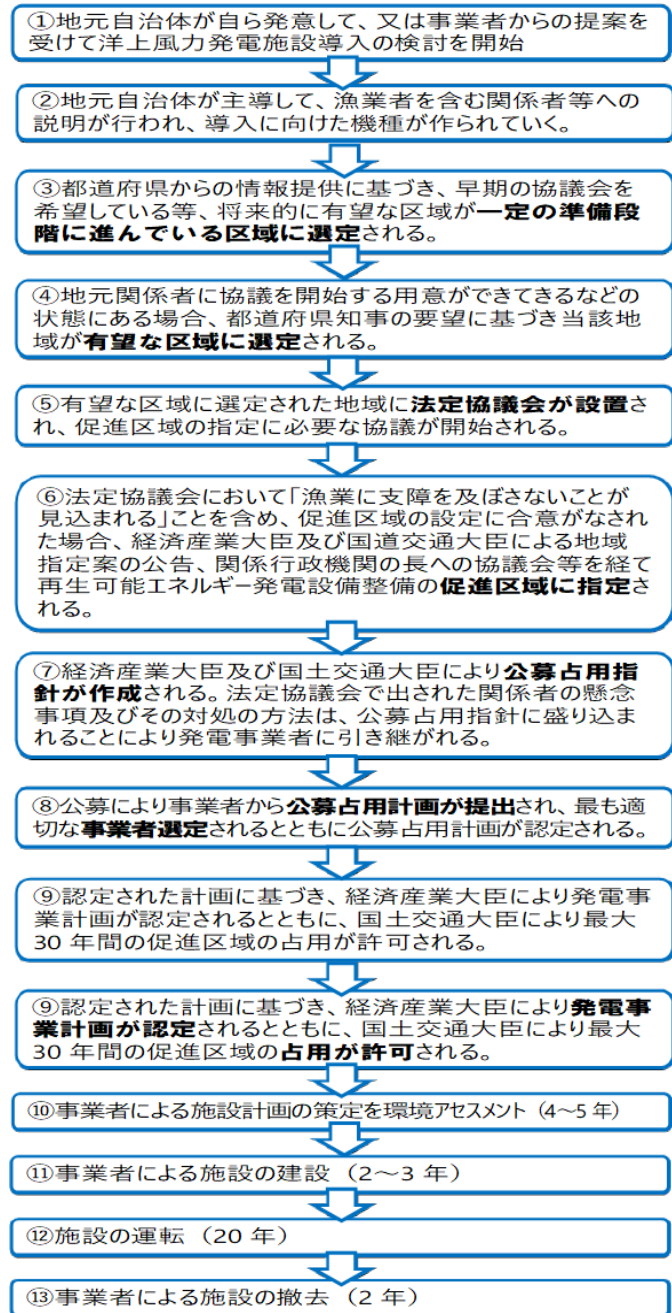 ①地元自治体が自ら発意して、又は事業者からの提案を
受けて洋上風力発電施設導入の検討を開始
②地元自治体が主導して、漁業者を含む関係者等への
説明が行われ、導入に向けた機種が作られていく。
③都道府県からの情報提供に基づき、早期の協議会を
希望している等、将来的に有望な区域が一定の準備段
階に進んでいる区域に選定される。
④地元関係者に協議を開始する用意ができてきるなどの
状態にある場合、都道府県知事の要望に基づき当該地
域が有望な区域に選定される。
⑤有望な区域に選定された地域に法定協議会が設置さ
れ、促進区域の指定に必要な協議が開始される。
⑥法定協議会において「漁業に支障を及ぼさないことが
見込まれる」ことを含め、促進区域の設定に合意がなされ
た場合、経済産業大臣及び国道交通大臣による地域
指定案の公告、関係行政機関の長への協議会等を経て
再生可能エネルギー発電設備整備の促進区域に指定さ
れる。
⑦経済産業大臣及び国土交通大臣により公募占用指
針が作成される。法定協議会で出された関係者の懸念
事項及びその対処の方法は、公募占用指針に盛り込ま
れることにより発電事業者に引き継がれる。
⑧公募により事業者から公募占用計画が提出され、最も適
切な事業者選定されるとともに公募占用計画が認定される。
⑨認定された計画に基づき、経済産業大臣により発電事
業計画が認定されるとともに、国土交通大臣により最大
30 年間の促進区域の占用が許可される。
⑨認定された計画に基づき、経済産業大臣により発電事
業計画が認定されるとともに、国土交通大臣により最大
30 年間の促進区域の占用が許可される。
⑩事業者による施設計画の策定を環境アセスメント（4～5 年）
⑪事業者による施設の建設（2～3 年）
⑫施設の運転（20 年）
⑬事業者による施設の撤去（2 年）